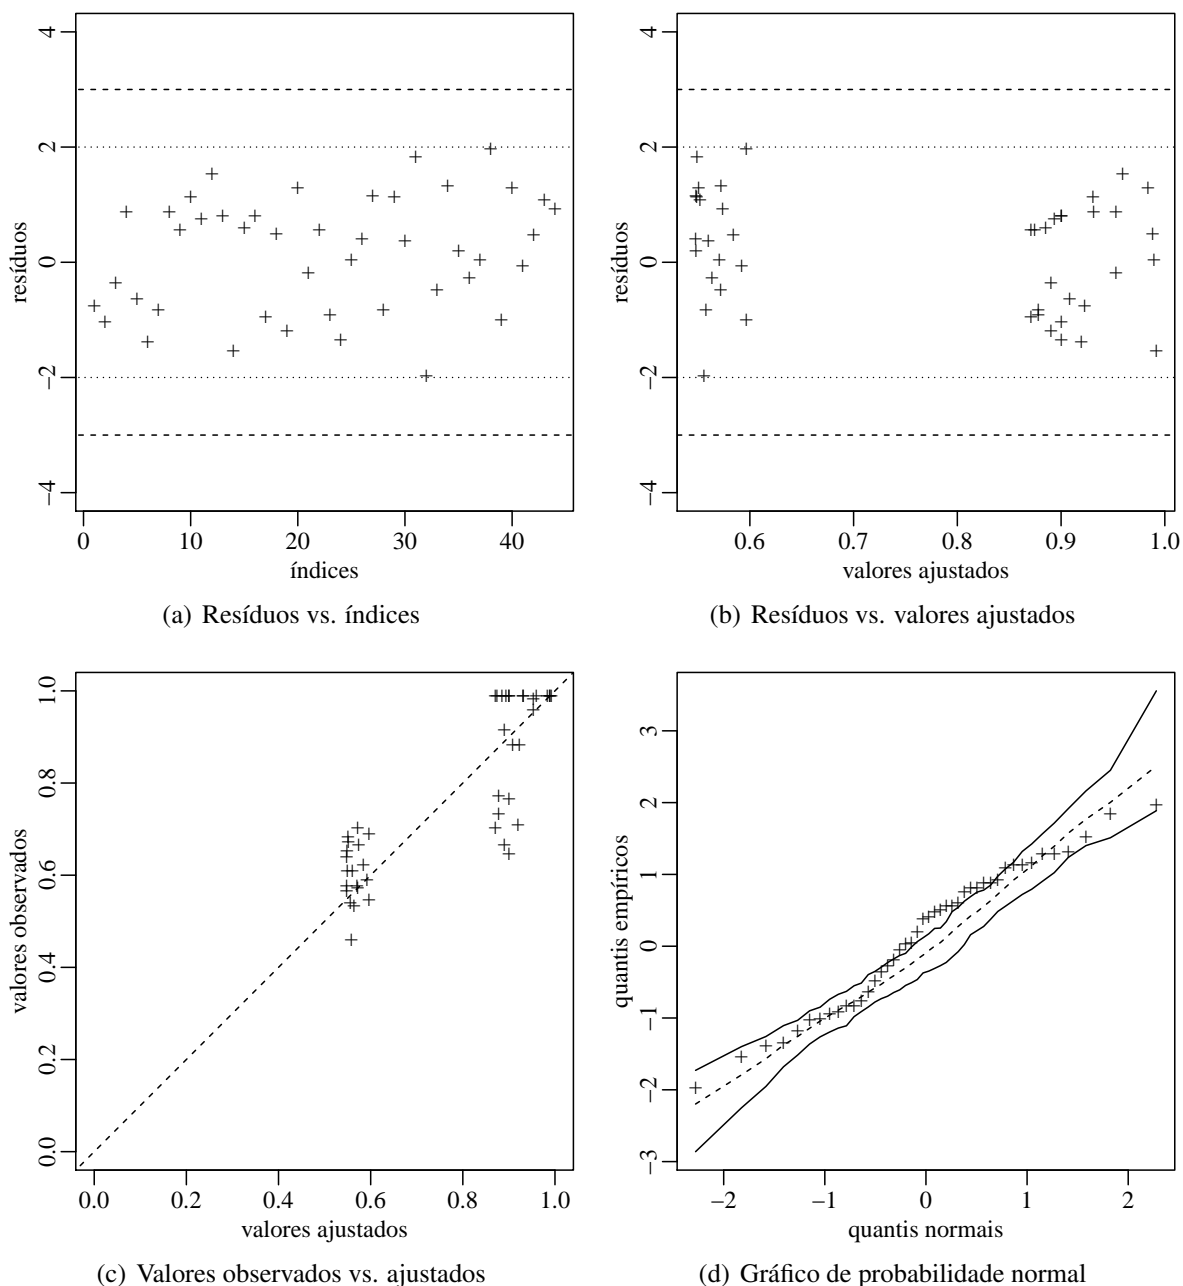 4
2
0
−2
−4
resíduos
0 10 20 30 40
índices
(a) Resíduos vs. índices
4
2
0
−2
−4
resíduos
0.6 0.7 0.8 0.9 1.0
valores ajustados
(b) Resíduos vs. valores ajustados
1.0
0.8
0.6
0.4
0.2
0.0
valores observados
0.0 0.2 0.4 0.6 0.8 1.0
valores ajustados
(c) Valores observados vs. ajustados
3
2
1
0
−1
−2
−3
quantis empíricos
−2 −1 0 1 2
quantis normais
(d) Gráfico de probabilidade normal